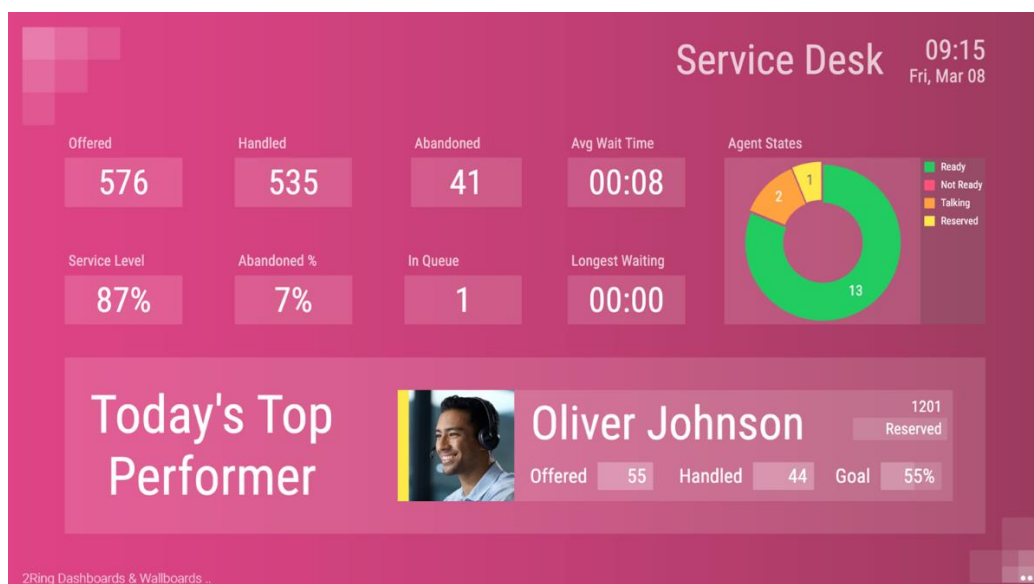 Service Desk
09:15
Fri, Mar 08
Offered
Handled
Abandoned
Avg Wait Time
Agent States
576
535
41
00:08
Ready
Not Ready
Talking
Reserved
1
2
13
Service Level
Abandoned %
In Queue
Longest Waiting
87%
7%
1
00:00
Today's Top
Performer
Oliver Johnson
1201
Reserved
Offered 55 Handled 44 Goal 55%
2Ring Dashboards & Wallboards ..